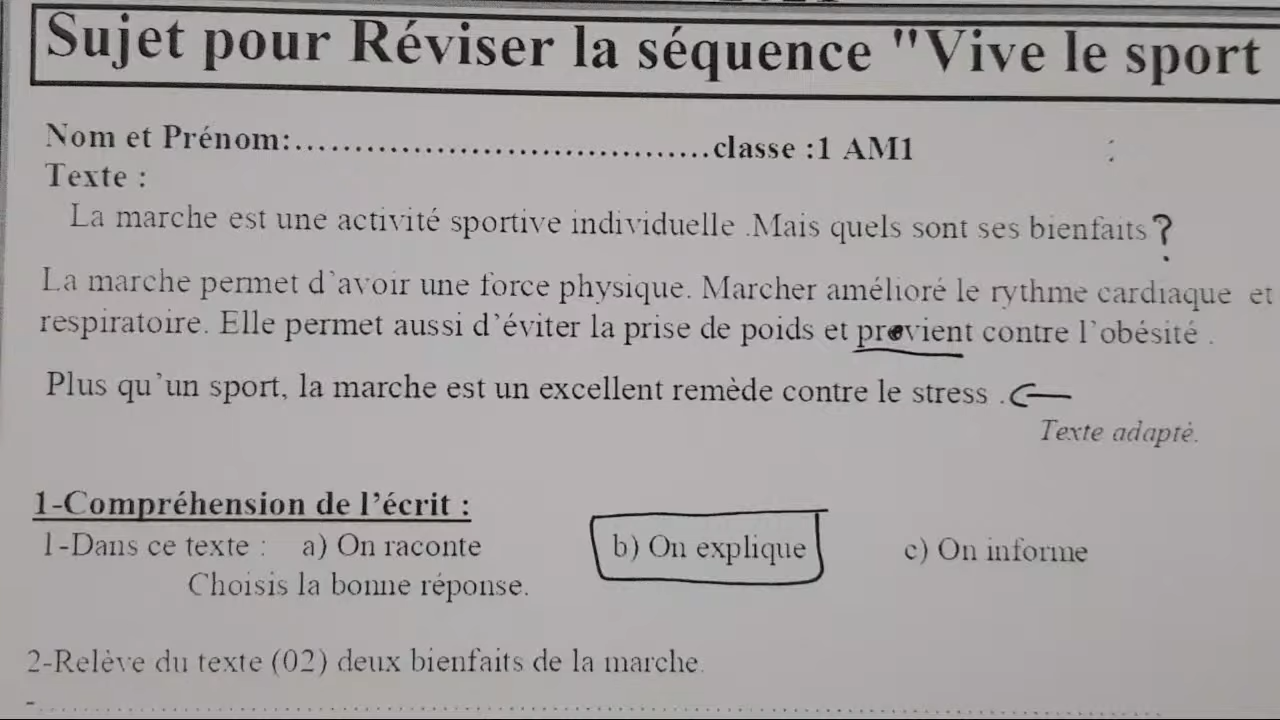 Sujet pour Réviser la séquence "Vive le sport
Nom et Prénom:..................................classe :1 AM1
Texte :
La marche est une activité sportive individuelle .Mais quels sont ses bienfaits ?
La marche permet d'avoir une force physique. Marcher amélioré le rythme cardiaque et
respiratoire. Elle permet aussi d'éviter la prise de poids et prévient contre l'obésité .
Plus qu'un sport, la marche est un excellent remède contre le stress .
Texte adapté.
1-Compréhension de l'écrit :
1-Dans ce texte : a) On raconte b) On explique c) On informe
Choisis la bonne réponse.
2-Relève du texte (02) deux bienfaits de la marche.
-..........................................................................................